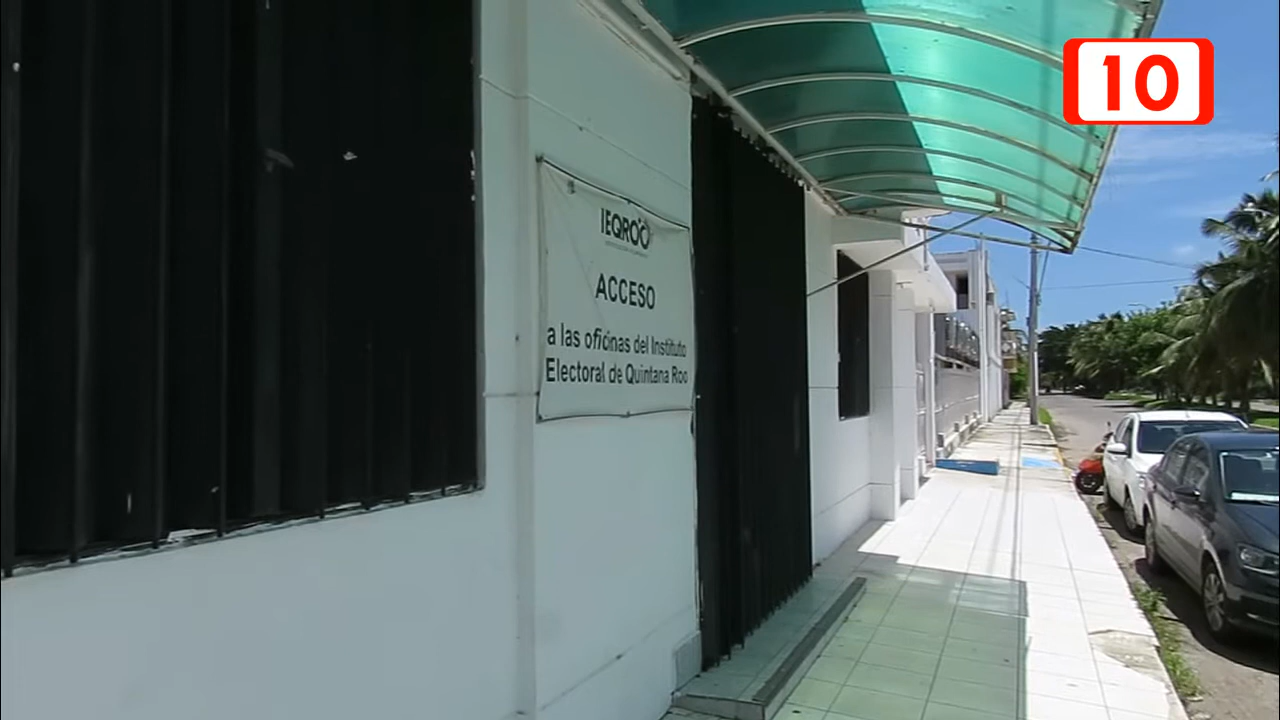 10
IEQROO
ACCESO
a las oficinas del Instituto
Electoral de Quintana Roo